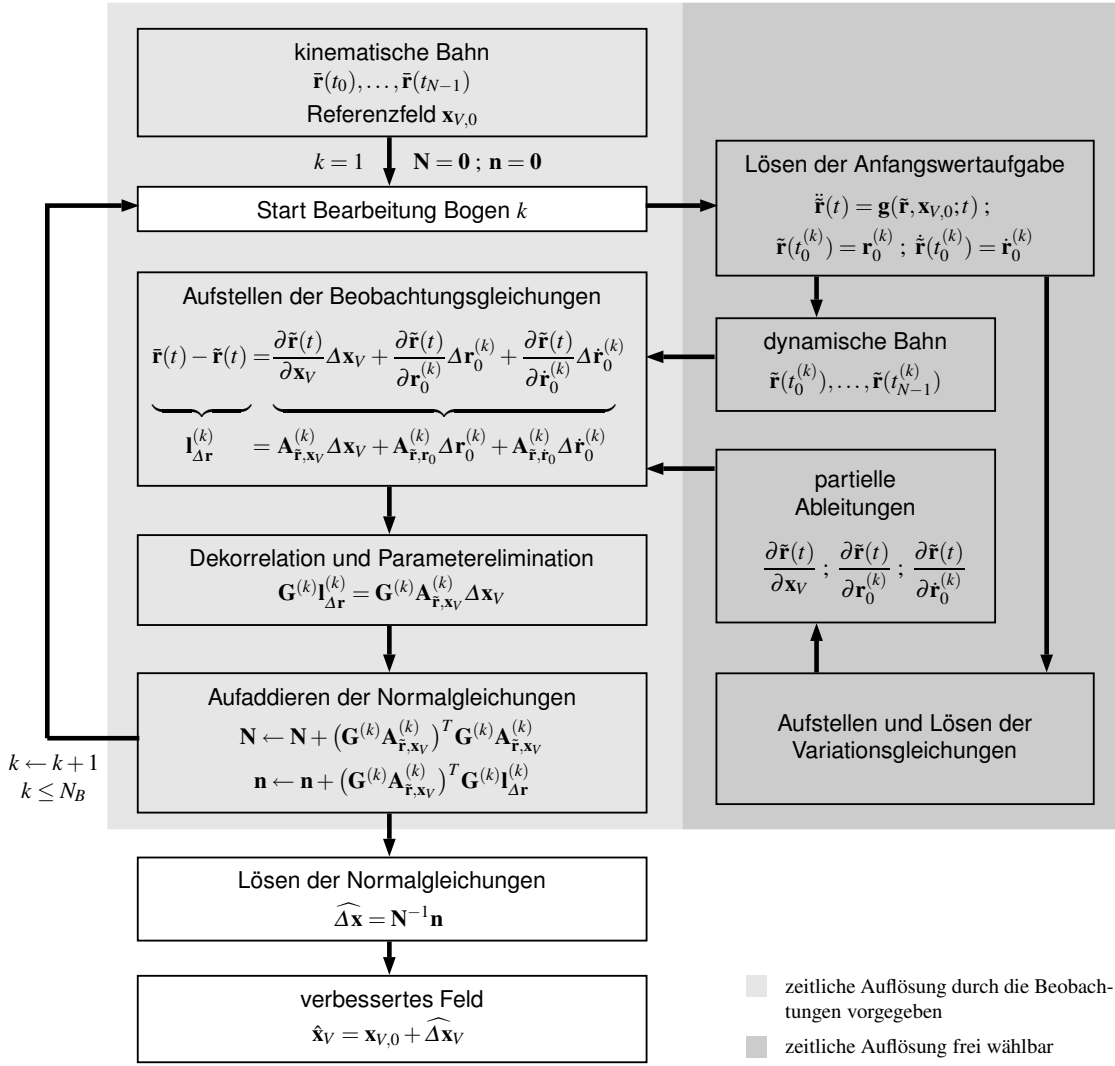 kinematische Bahn
r̄(t₀),…,r̄(t_{N−1})
Referenzfeld x_{V,0}
k = 1 N = 0 ; n = 0
Start Bearbeitung Bogen k
Lösen der Anfangswertaufgabe
r̃̈(t) = g(r̃, x_{V,0}; t) ;
r̃(t₀^{(k)}) = r₀^{(k)} ; r̃̇(t₀^{(k)}) = ṙ₀^{(k)}
Aufstellen der Beobachtungsgleichungen
r̄(t) − r̃(t) = ∂r̃(t)/∂x_V Δx_V + ∂r̃(t)/∂r₀^{(k)} Δr₀^{(k)} + ∂r̃(t)/∂ṙ₀^{(k)} Δṙ₀^{(k)}
l_{Δr}^{(k)} = A_{r̃,x_V}^{(k)} Δx_V + A_{r̃,r₀}^{(k)} Δr₀^{(k)} + A_{r̃,ṙ₀}^{(k)} Δṙ₀^{(k)}
dynamische Bahn
r̃(t₀^{(k)}),…,r̃(t_{N−1}^{(k)})
partielle
Ableitungen
∂r̃(t)/∂x_V ; ∂r̃(t)/∂r₀^{(k)} ; ∂r̃(t)/∂ṙ₀^{(k)}
Dekorrelation und Parameterelimination
G^{(k)} l_{Δr}^{(k)} = G^{(k)} A_{r̃,x_V}^{(k)} Δx_V
Aufaddieren der Normalgleichungen
N ← N + (G^{(k)} A_{r̃,x_V}^{(k)})^T G^{(k)} A_{r̃,x_V}^{(k)}
n ← n + (G^{(k)} A_{r̃,x_V}^{(k)})^T G^{(k)} l_{Δr}^{(k)}
Aufstellen und Lösen der
Variationsgleichungen
k ← k + 1
k ≤ N_B
Lösen der Normalgleichungen
\widehat{Δx} = N^{−1} n
verbessertes Feld
x̂_V = x_{V,0} + \widehat{Δx}_V
zeitliche Auflösung durch die Beobach-
tungen vorgegeben
zeitliche Auflösung frei wählbar